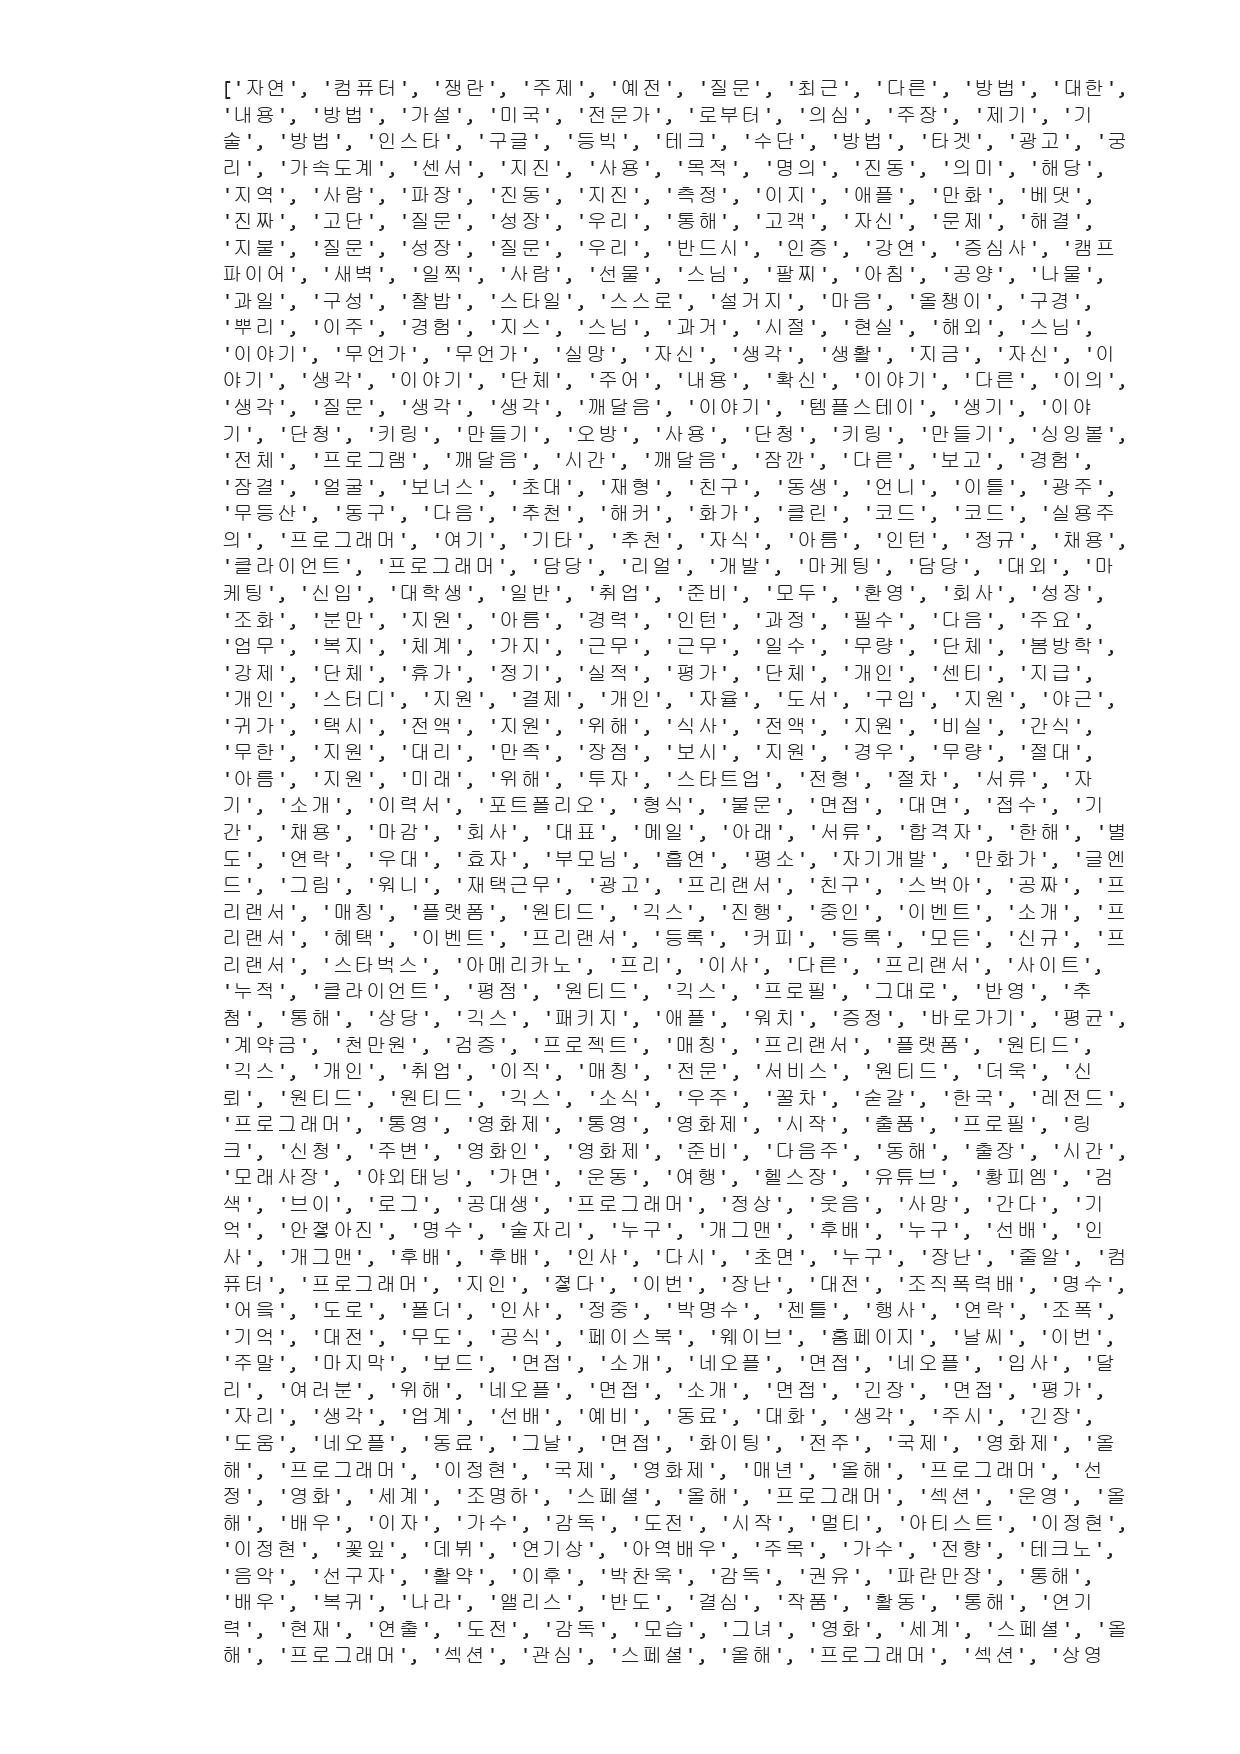 ['자연', '컴퓨터', '쟁란', '주제', '예전', '질문', '최근', '다른', '방법', '대한',
'내용', '방법', '가설', '미국', '전문가', '로부터', '의심', '주장', '제기', '기
술', '방법', '인스타', '구글', '등빅', '테크', '수단', '방법', '타겟', '광고', '궁
리', '가속도계', '센서', '지진', '사용', '목적', '명의', '진동', '의미', '해당',
'지역', '사람', '파장', '진동', '지진', '측정', '이지', '애플', '만화', '베댓',
'진짜', '고단', '질문', '성장', '우리', '통해', '고객', '자신', '문제', '해결',
'지불', '질문', '성장', '질문', '우리', '반드시', '인증', '강연', '증심사', '캠프
파이어', '새벽', '일찍', '사람', '선물', '스님', '팔찌', '아침', '공양', '나물',
'과일', '구성', '찰밥', '스타일', '스스로', '설거지', '마음', '올챙이', '구경',
'뿌리', '이주', '경험', '지스', '스님', '과거', '시절', '현실', '해외', '스님',
'이야기', '무언가', '무언가', '실망', '자신', '생각', '생활', '지금', '자신', '이
야기', '생각', '이야기', '단체', '주어', '내용', '확신', '이야기', '다른', '이의',
'생각', '질문', '생각', '생각', '깨달음', '이야기', '템플스테이', '생기', '이야
기', '단청', '키링', '만들기', '오방', '사용', '단청', '키링', '만들기', '싱잉볼',
'전체', '프로그램', '깨달음', '시간', '깨달음', '잠깐', '다른', '보고', '경험',
'잠결', '얼굴', '보너스', '초대', '재형', '친구', '동생', '언니', '이틀', '광주',
'무등산', '동구', '다음', '추천', '해커', '화가', '클린', '코드', '코드', '실용주
의', '프로그래머', '여기', '기타', '추천', '자식', '아름', '인턴', '정규', '채용',
'클라이언트', '프로그래머', '담당', '리얼', '개발', '마케팅', '담당', '대외', '마
케팅', '신입', '대학생', '일반', '취업', '준비', '모두', '환영', '회사', '성장',
'조화', '분만', '지원', '아름', '경력', '인턴', '과정', '필수', '다음', '주요',
'업무', '복지', '체계', '가지', '근무', '근무', '일수', '무량', '단체', '봄방학',
'강제', '단체', '휴가', '정기', '실적', '평가', '단체', '개인', '센티', '지급',
'개인', '스터디', '지원', '결제', '개인', '자율', '도서', '구입', '지원', '야근',
'귀가', '택시', '전액', '지원', '위해', '식사', '전액', '지원', '비실', '간식',
'무한', '지원', '대리', '만족', '장점', '보시', '지원', '경우', '무량', '절대',
'아름', '지원', '미래', '위해', '투자', '스타트업', '전형', '절차', '서류', '자
기', '소개', '이력서', '포트폴리오', '형식', '불문', '면접', '대면', '접수', '기
간', '채용', '마감', '회사', '대표', '메일', '아래', '서류', '합격자', '한해', '별
도', '연락', '우대', '효자', '부모님', '흡연', '평소', '자기개발', '만화가', '글엔
드', '그림', '워니', '재택근무', '광고', '프리랜서', '친구', '스벅아', '공짜', '프
리랜서', '매칭', '플랫폼', '원티드', '긱스', '진행', '중인', '이벤트', '소개', '프
리랜서', '혜택', '이벤트', '프리랜서', '등록', '커피', '등록', '모든', '신규', '프
리랜서', '스타벅스', '아메리카노', '프리', '이사', '다른', '프리랜서', '사이트',
'누적', '클라이언트', '평점', '원티드', '긱스', '프로필', '그대로', '반영', '추
첨', '통해', '상당', '긱스', '패키지', '애플', '워치', '증정', '바로가기', '평균',
'계약금', '천만원', '검증', '프로젝트', '매칭', '프리랜서', '플랫폼', '원티드',
'긱스', '개인', '취업', '이직', '매칭', '전문', '서비스', '원티드', '더욱', '신
뢰', '원티드', '원티드', '긱스', '소식', '우주', '꿀차', '숟갈', '한국', '레전드',
'프로그래머', '통영', '영화제', '통영', '영화제', '시작', '출품', '프로필', '링
크', '신청', '주변', '영화인', '영화제', '준비', '다음주', '동해', '출장', '시간',
'모래사장', '야외태닝', '가면', '운동', '여행', '헬스장', '유튜브', '황피엠', '검
색', '브이', '로그', '공대생', '프로그래머', '정상', '웃음', '사망', '간다', '기
억', '안졓아진', '명수', '술자리', '누구', '개그맨', '후배', '누구', '선배', '인
사', '개그맨', '후배', '후배', '인사', '다시', '초면', '누구', '장난', '줄알', '컴
퓨터', '프로그래머', '지인', '졓다', '이번', '장난', '대전', '조직폭력배', '명수',
'어윸', '도로', '폴더', '인사', '정중', '박명수', '젠틀', '행사', '연락', '조폭',
'기억', '대전', '무도', '공식', '페이스북', '웨이브', '홈페이지', '날씨', '이번',
'주말', '마지막', '보드', '면접', '소개', '네오플', '면접', '네오플', '입사', '달
리', '여러분', '위해', '네오플', '면접', '소개', '면접', '긴장', '면접', '평가',
'자리', '생각', '업계', '선배', '예비', '동료', '대화', '생각', '주시', '긴장',
'도움', '네오플', '동료', '그날', '면접', '화이팅', '전주', '국제', '영화제', '올
해', '프로그래머', '이정현', '국제', '영화제', '매년', '올해', '프로그래머', '선
정', '영화', '세계', '조명하', '스페셜', '올해', '프로그래머', '섹션', '운영', '올
해', '배우', '이자', '가수', '감독', '도전', '시작', '멀티', '아티스트', '이정현',
'이정현', '꽃잎', '데뷔', '연기상', '아역배우', '주목', '가수', '전향', '테크노',
'음악', '선구자', '활약', '이후', '박찬욱', '감독', '권유', '파란만장', '통해',
'배우', '복귀', '나라', '앨리스', '반도', '결심', '작품', '활동', '통해', '연기
력', '현재', '연출', '도전', '감독', '모습', '그녀', '영화', '세계', '스페셜', '올
해', '프로그래머', '섹션', '관심', '스페셜', '올해', '프로그래머', '섹션', '상영